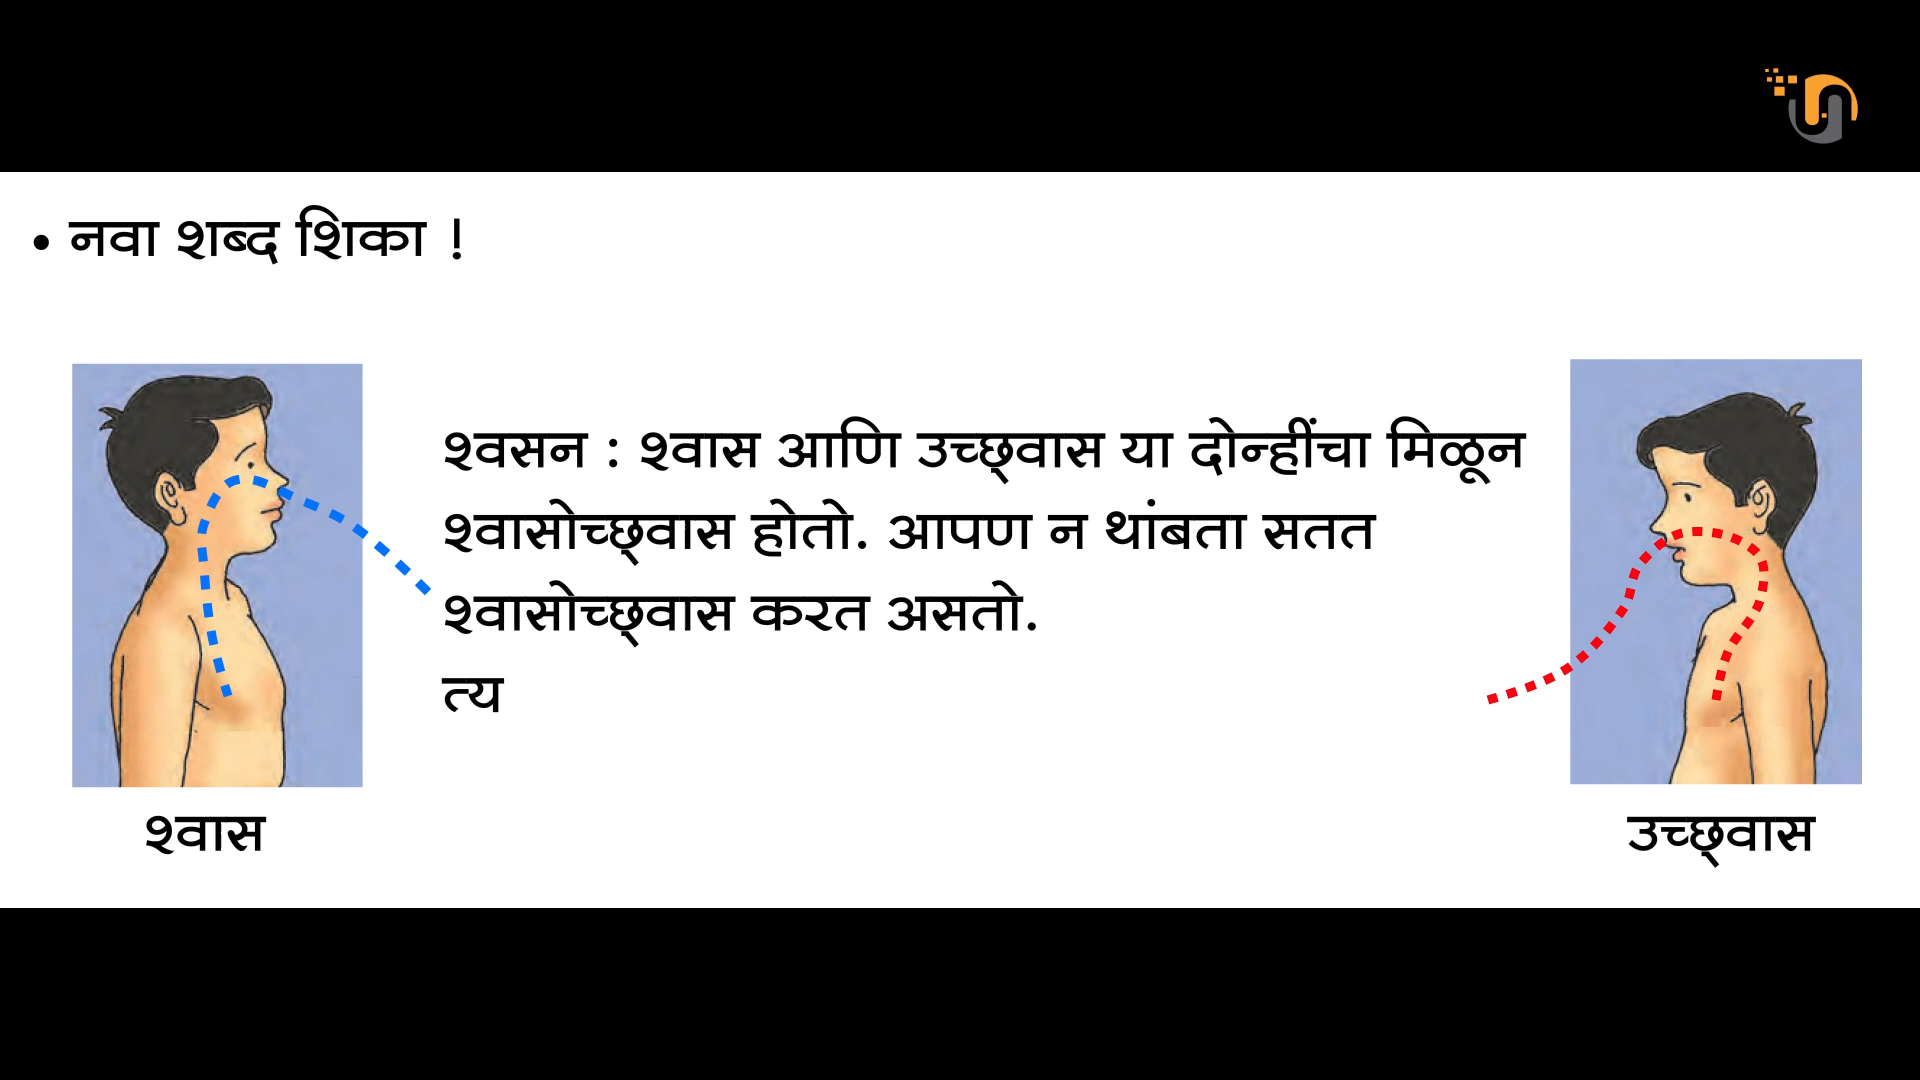 • नवा शब्द शिका !
श्वसन : श्वास आणि उच्छ्वास या दोन्हींचा मिळून
श्वासोच्छ्वास होतो. आपण न थांबता सतत
श्वासोच्छ्वास करत असतो.
त्य
श्वास
उच्छ्वास